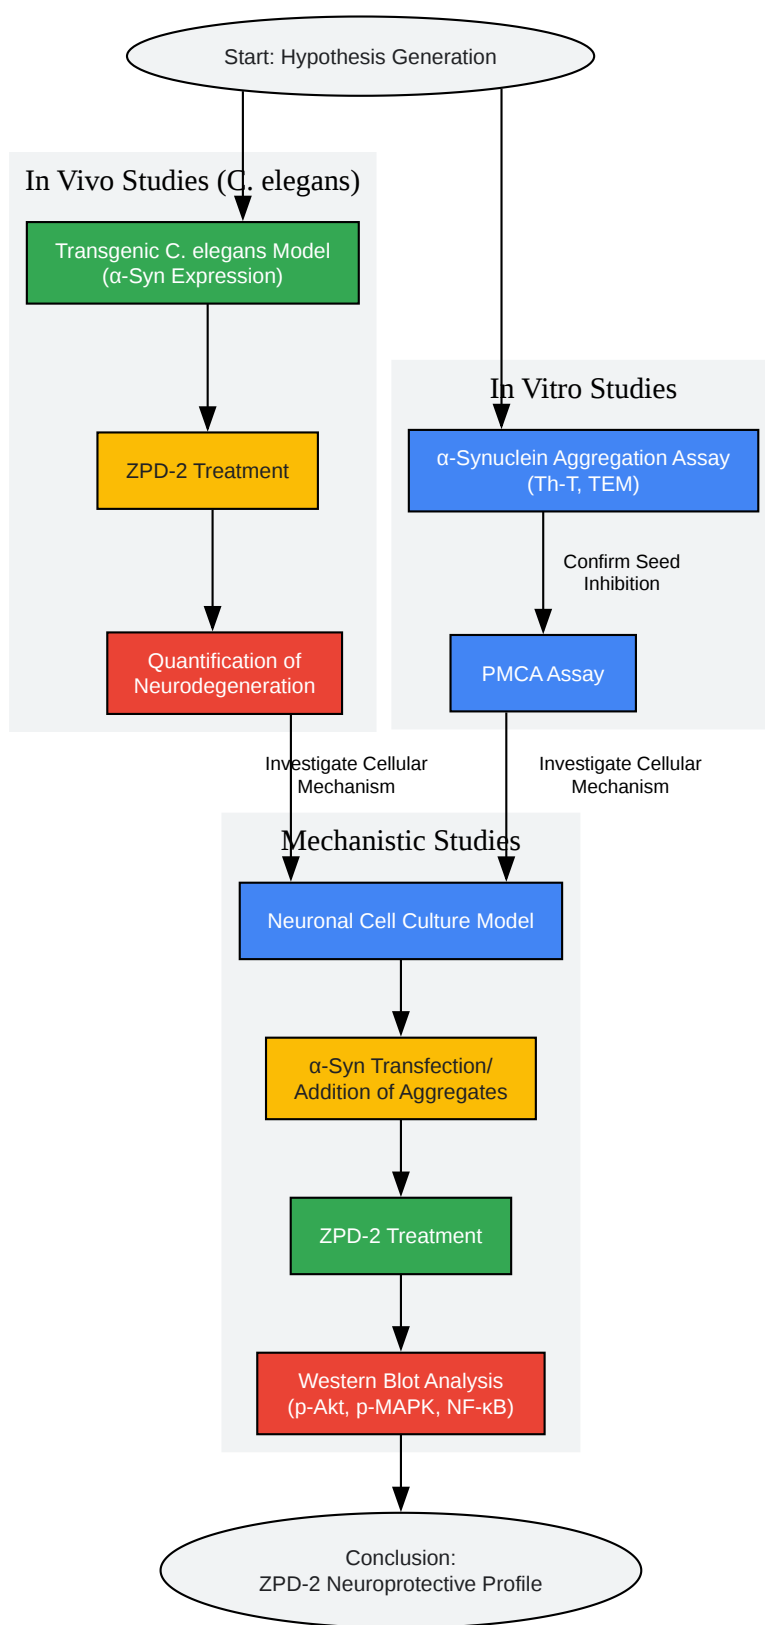 Start: Hypothesis Generation
In Vivo Studies (C. elegans)
Transgenic C. elegans Model
(α-Syn Expression)
ZPD-2 Treatment
Quantification of
Neurodegeneration
In Vitro Studies
α-Synuclein Aggregation Assay
(Th-T, TEM)
Confirm Seed
Inhibition
PMCA Assay
Investigate Cellular
Mechanism
Investigate Cellular
Mechanism
Mechanistic Studies
Neuronal Cell Culture Model
α-Syn Transfection/
Addition of Aggregates
ZPD-2 Treatment
Western Blot Analysis
(p-Akt, p-MAPK, NF-κB)
Conclusion:
ZPD-2 Neuroprotective Profile